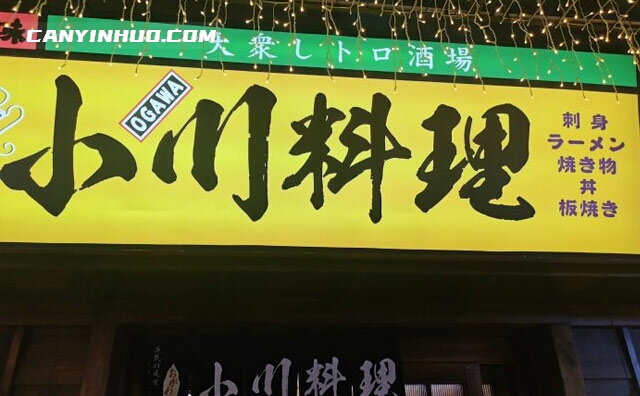 味
CANYINHUO.COM
大衆レトロ酒場
OGAWA
小川料理
刺身
ラーメン
焼き物
丼
板焼き
小川料理